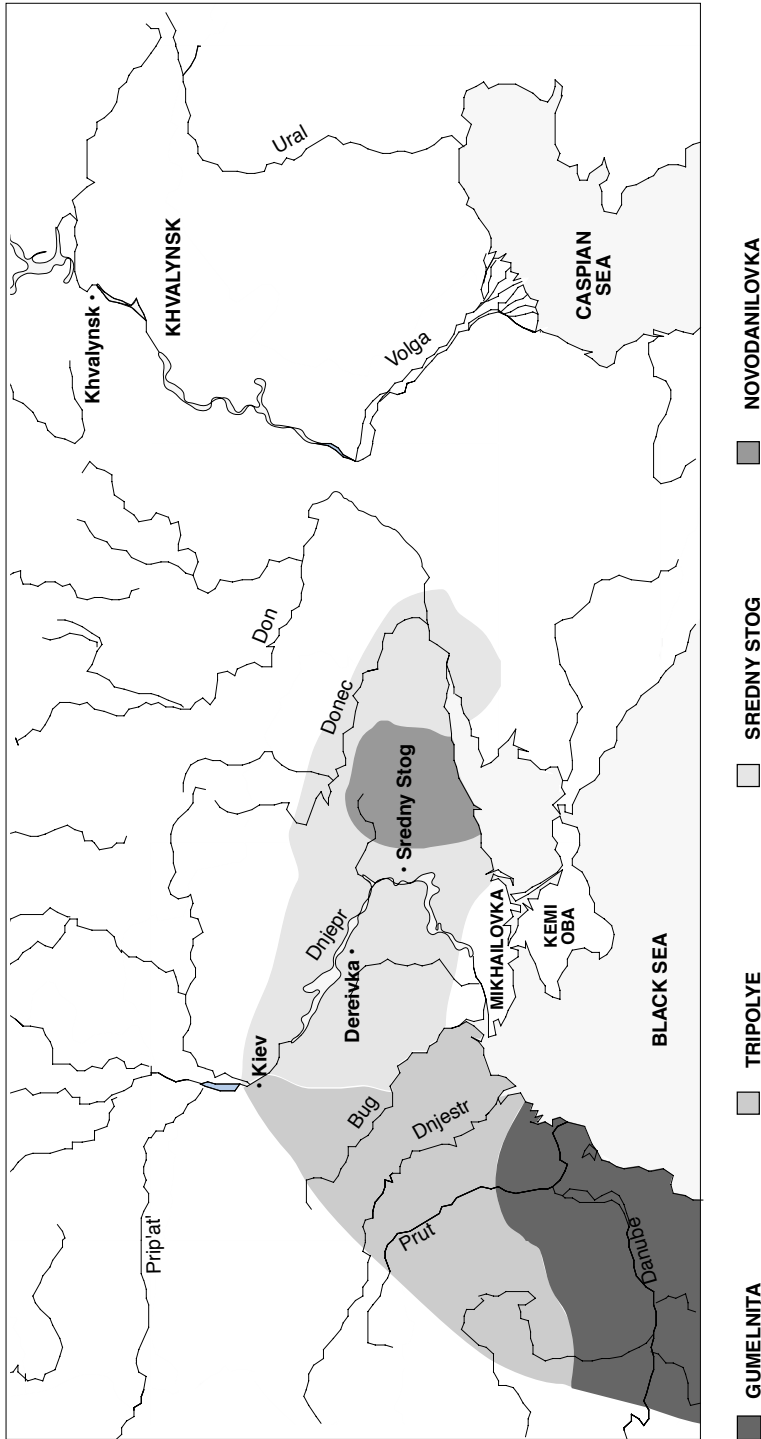 Prip'at'
Kiev
Dnjepr
Dereivka
Bug
Dnjestr
Prut
Danube
Sredny Stog
Donec
Don
MIKHAILOVKA
KEMI
OBA
BLACK SEA
Khvalynsk
KHVALYNSK
Ural
Volga
CASPIAN
SEA
GUMELNITA
TRIPOLYE
SREDNY STOG
NOVODANILOVKA